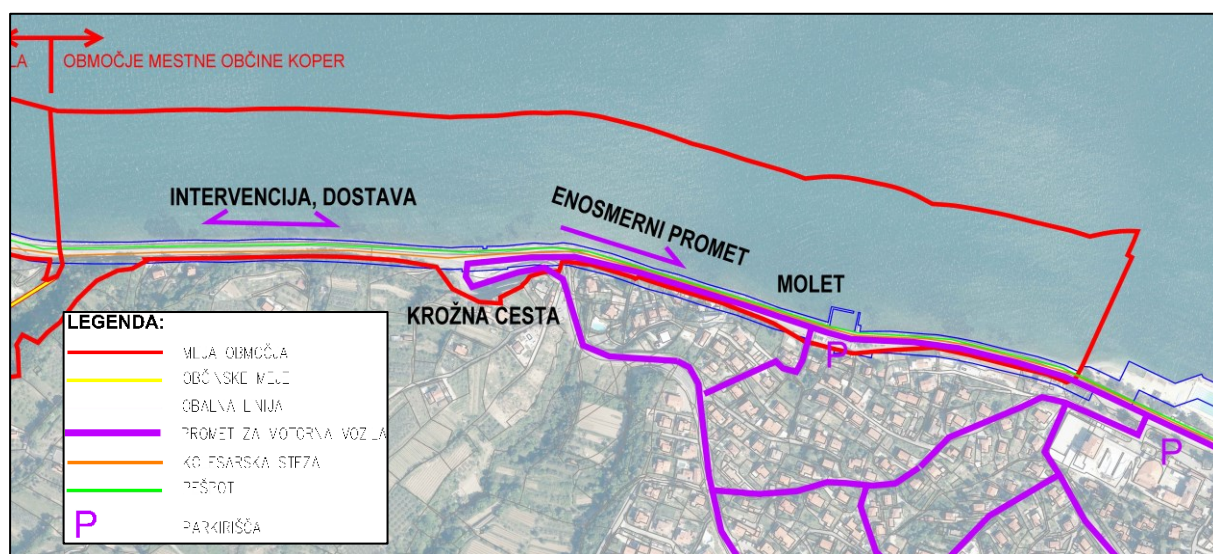 LA
OBMOČJE MESTNE OBČINE KOPER
INTERVENCIJA, DOSTAVA
ENOSMERNI PROMET
MOLET
KROŽNA CESTA
P
P
LEGENDA:
MEJA OBMOČJA
OBČINSKE MEJE
OBALNA LINIJA
PROMET ZA MOTORNA VOZILA
KOLESARSKA STEZA
PEŠPOT
P PARKIRIŠČA